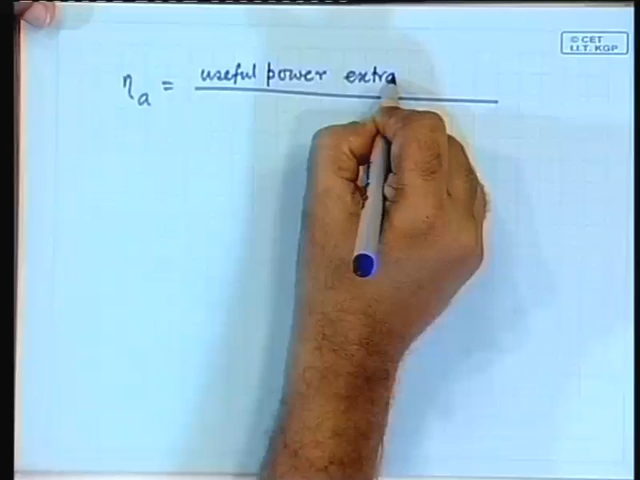 © CET
I.I.T. KGP
ηₐ = useful power extra